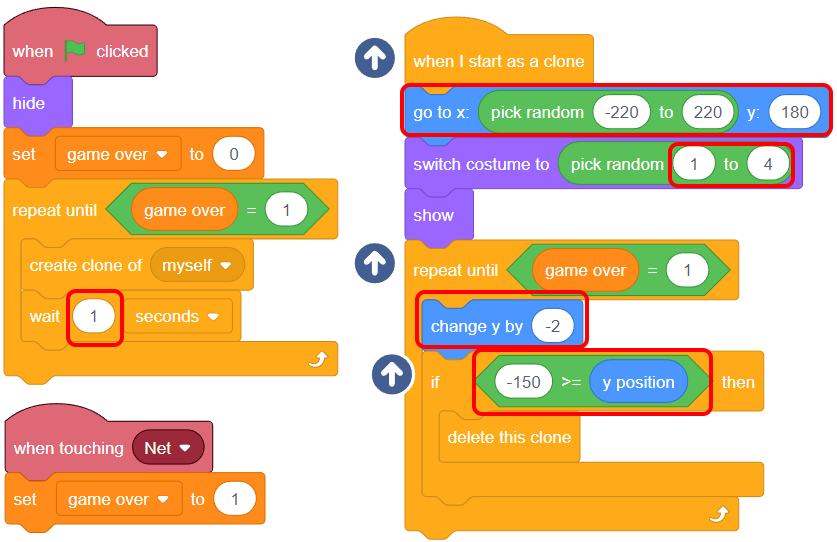 when clicked
hide
set game over to 0
repeat until game over = 1
create clone of myself
wait 1 seconds
when touching Net
set game over to 1
when I start as a clone
go to x: pick random -220 to 220 y: 180
switch costume to pick random 1 to 4
show
repeat until game over = 1
change y by -2
if -150 >= y position then
delete this clone